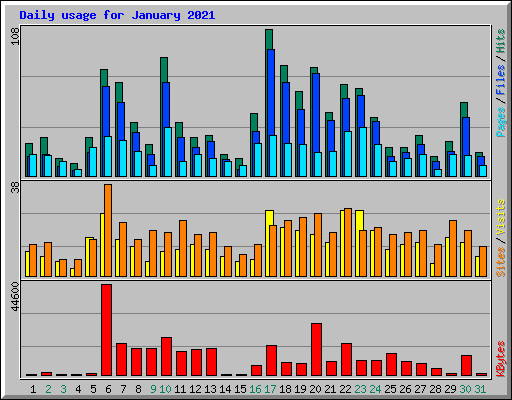 Daily usage for January 2021
108
Pages / Files / Hits
38
Sites / Visits
44600
KBytes
1 2 3 4 5 6 7 8 9 10 11 12 13 14 15 16 17 18 19 20 21 22 23 24 25 26 27 28 29 30 31